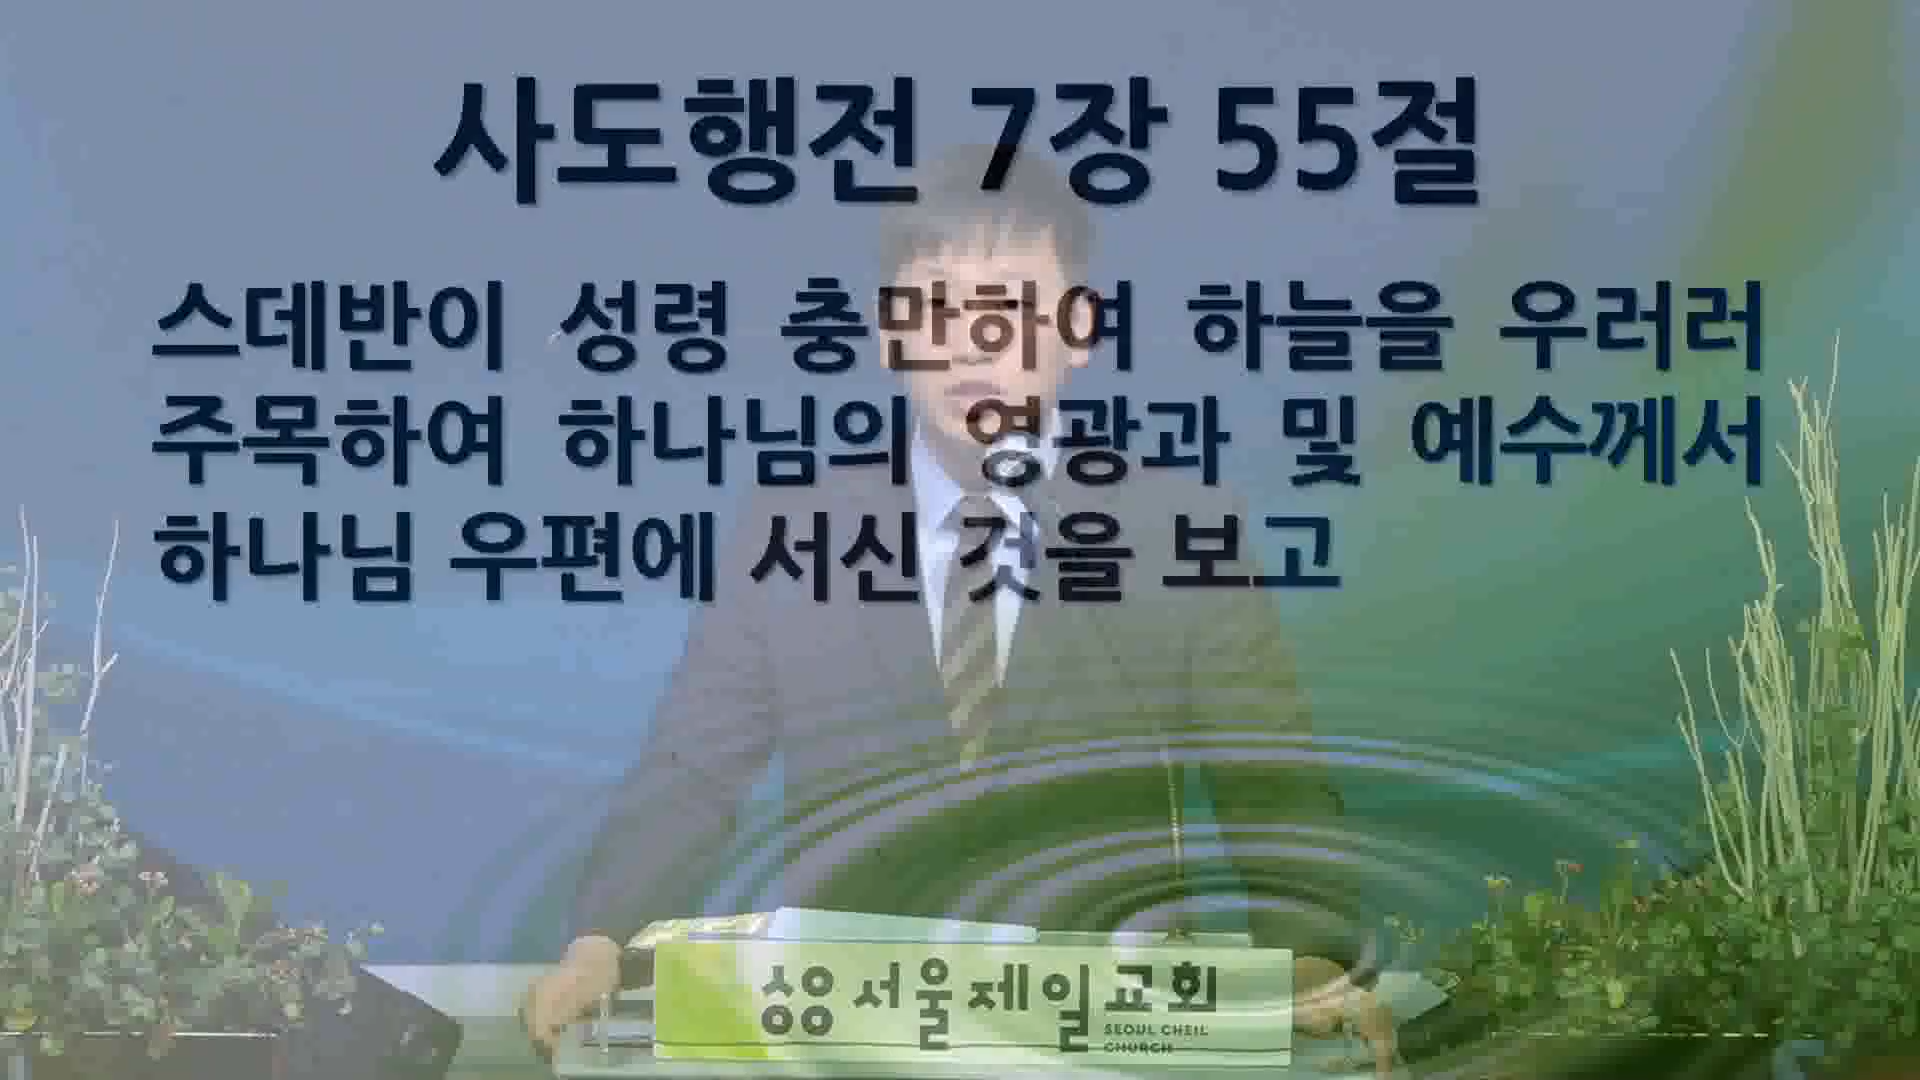 사도행전 7장 55절
스데반이 성령 충만하여 하늘을 우러러
주목하여 하나님의 영광과 및 예수께서
하나님 우편에 서신 것을 보고
서울제일교회
SEOUL CHEIL
CHURCH